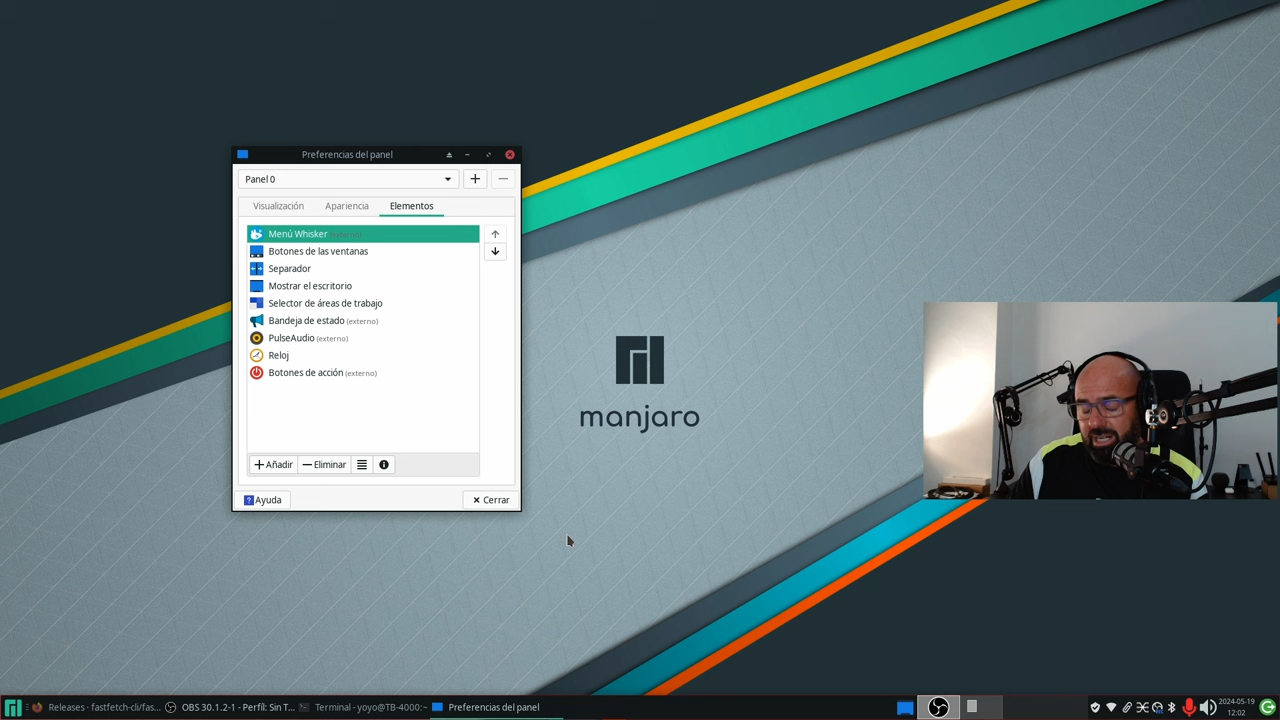 Preferencias del panel
Panel 0
Visualización Apariencia Elementos
Menú Whisker
Botones de las ventanas
Separador
Mostrar el escritorio
Selector de áreas de trabajo
Bandeja de estado (externo)
PulseAudio (externo)
Reloj
Botones de acción (externo)
Añadir Eliminar
Ayuda Cerrar
manjaro
Releases · fastfetch-cli/fas... OBS 30.1.2-1 - Perfil: Sin T... Terminal - yoyo@TB-4000:~ Preferencias del panel
2024-05-19
12:02